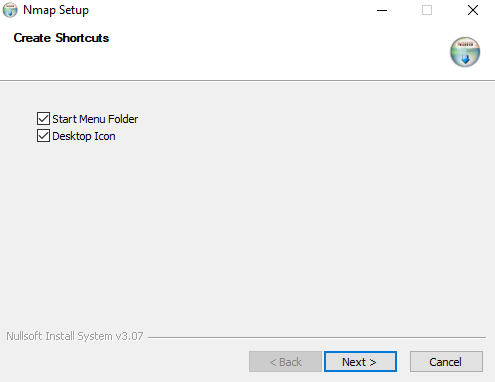 Nmap Setup
Create Shortcuts
Start Menu Folder
Desktop Icon
Nullsoft Install System v3.07
< Back
Next >
Cancel